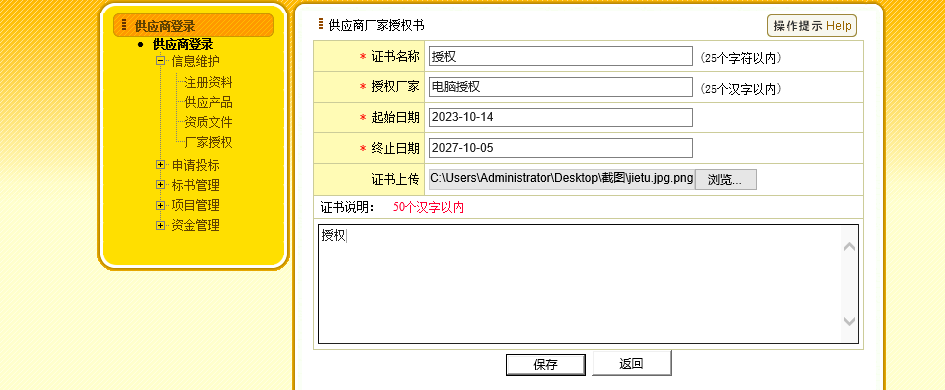 供应商登录
供应商登录
信息维护
注册资料
供应产品
资质文件
厂家授权
申请投标
标书管理
项目管理
资金管理
供应商厂家授权书
操作提示 Help
* 证书名称 授权 (25个字符以内)
* 授权厂家 电脑授权 (25个汉字以内)
* 起始日期 2023-10-14
* 终止日期 2027-10-05
证书上传 C:\Users\Administrator\Desktop\截图\jietu.jpg.png 浏览...
证书说明: 50个汉字以内
授权
保存 返回